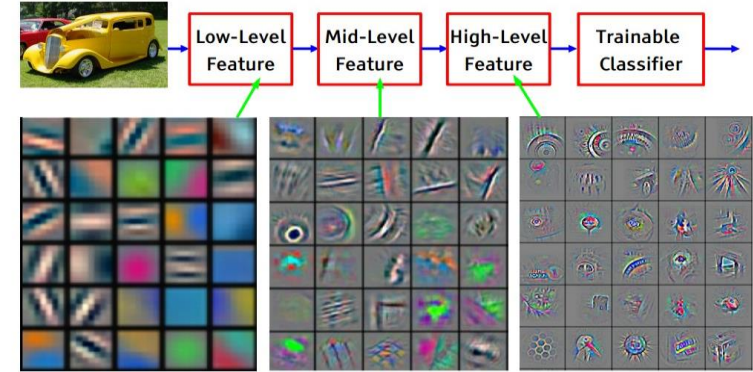 Low-Level
Feature
Mid-Level
Feature
High-Level
Feature
Trainable
Classifier